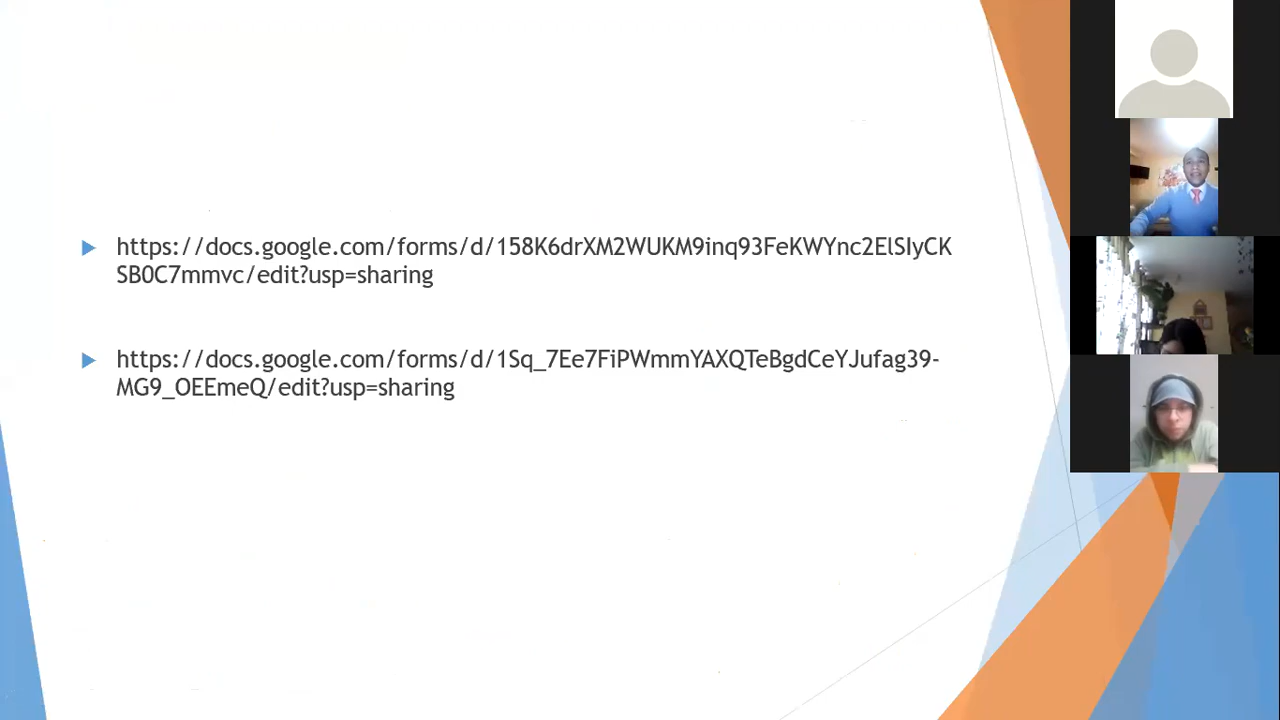 https://docs.google.com/forms/d/158K6drXM2WUKM9inq93FeKWYnc2ElSIyCK
SB0C7mmvc/edit?usp=sharing
https://docs.google.com/forms/d/1Sq_7Ee7FiPWmmYAXQTeBgdCeYJufag39-
MG9_OEEmeQ/edit?usp=sharing